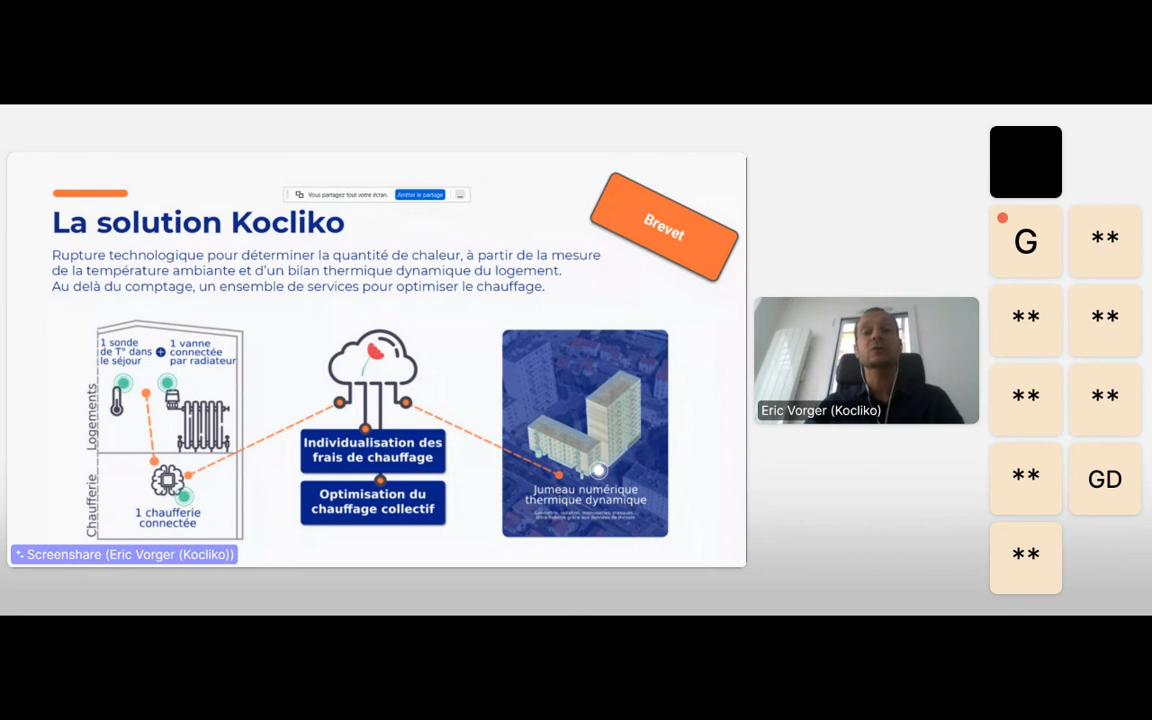 Vous partagez tout votre écran. Arrêter le partage
Brevet
La solution Kocliko
Rupture technologique pour déterminer la quantité de chaleur, à partir de la mesure
de la température ambiante et d'un bilan thermique dynamique du logement.
Au delà du comptage, un ensemble de services pour optimiser le chauffage.
1 sonde
de T° dans
le séjour
1 vanne
connectée
par radiateur
Logements
Chaufferie
1 chaufferie
connectée
Individualisation des
frais de chauffage
Optimisation du
chauffage collectif
Jumeau numérique
thermique dynamique
Screenshare (Eric Vorger (Kocliko))
Eric Vorger (Kocliko)
G
**
**
**
**
**
**
GD
**